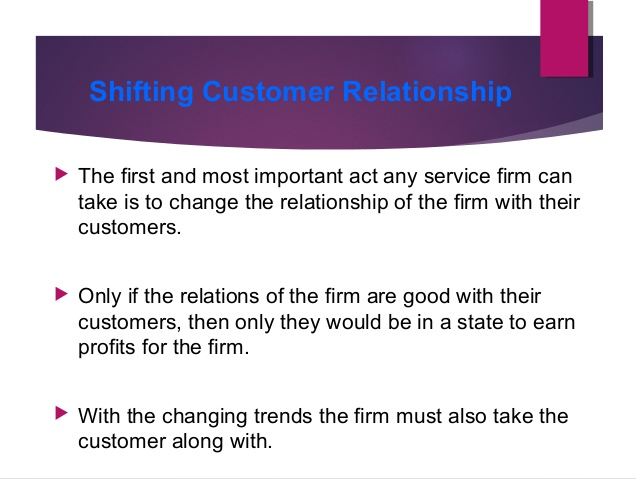 Shifting Customer Relationship
The first and most important act any service firm can
take is to change the relationship of the firm with their
customers.
Only if the relations of the firm are good with their
customers, then only they would be in a state to earn
profits for the firm.
With the changing trends the firm must also take the
customer along with.